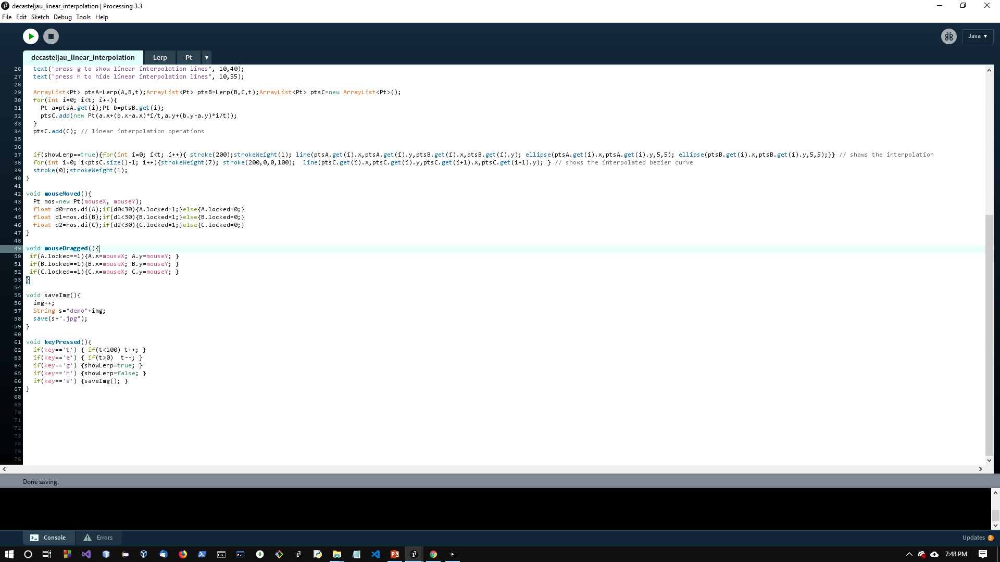 decasteljau_linear_interpolation | Processing 3.3
File Edit Sketch Debug Tools Help
Java ▼
decasteljau_linear_interpolation Lerp Pt ▼
26 text("press g to show linear interpolation lines", 10,40);
27 text("press h to hide linear interpolation lines", 10,55);
28
29 ArrayList<Pt> ptsA=Lerp(A,B,t);ArrayList<Pt> ptsB=Lerp(B,C,t);ArrayList<Pt> ptsC=new ArrayList<Pt>();
30 for(int i=0; i<t; i++){
31 Pt a=ptsA.get(i);Pt b=ptsB.get(i);
32 ptsC.add(new Pt(a.x+(b.x-a.x)*i/t,a.y+(b.y-a.y)*i/t));
33 }
34 ptsC.add(C); // linear interpolation operations
35
36
37 if(showLerp==true){for(int i=0; i<t; i++){ stroke(200);strokeWeight(1); line(ptsA.get(i).x,ptsA.get(i).y,ptsB.get(i).x,ptsB.get(i).y); ellipse(ptsA.get(i).x,ptsA.get(i).y,5,5); ellipse(ptsB.get(i).x,ptsB.get(i).y,5,5);}} // shows the interpolation
38 for(int i=0; i<ptsC.size()-1; i++){strokeWeight(7); stroke(200,0,0,100);  line(ptsC.get(i).x,ptsC.get(i).y,ptsC.get(i+1).x,ptsC.get(i+1).y); } // shows the interpolated bezier curve
39 stroke(0);strokeWeight(1);
40 }
41
42 void mouseMoved(){
43 Pt mos=new Pt(mouseX, mouseY);
44 float d0=mos.di(A);if(d0<30){A.locked=1;}else{A.locked=0;}
45 float d1=mos.di(B);if(d1<30){B.locked=1;}else{B.locked=0;}
46 float d2=mos.di(C);if(d2<30){C.locked=1;}else{C.locked=0;}
47 }
48
49 void mouseDragged(){
50 if(A.locked==1){A.x=mouseX; A.y=mouseY; }
51 if(B.locked==1){B.x=mouseX; B.y=mouseY; }
52 if(C.locked==1){C.x=mouseX; C.y=mouseY; }
53 }
54
55 void saveImg(){
56 img++;
57 String s="demo"+img;
58 save(s+".jpg");
59 }
60
61 void keyPressed(){
62 if(key=='t') { if(t<100) t++; }
63 if(key=='e') { if(t>0)  t--; }
64 if(key=='g') {showLerp=true; }
65 if(key=='h') {showLerp=false; }
66 if(key=='s') {saveImg(); }
67 }
68
69
70
71
72
73
74
75
76
Done saving.
Console Errors Updates 3
7:48 PM